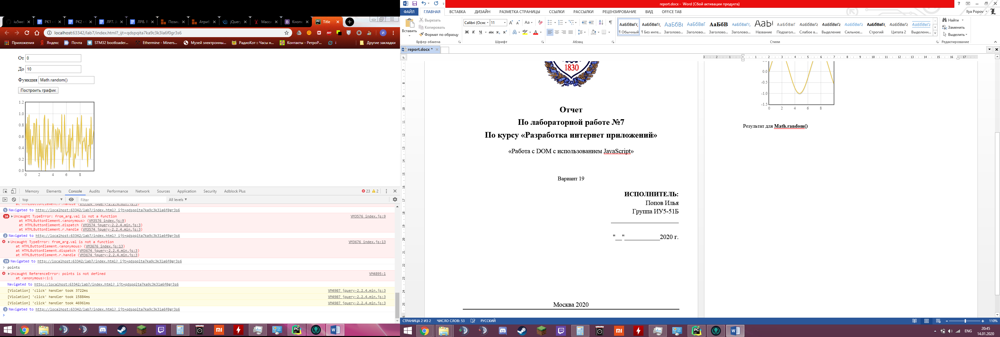 iu5wel
РК1 - (
РК2 - (
ЛР7. Ja
ЛР8. R
Позиц
Атриб
jQuery
Масси
Кнопк
Title
localhost:63342/lab7/index.html?_ijt=qdspqita7ka9c3k3la6f0gr3s6
ABP
И
Приложения
Яндекс
Почта
STM32 bootloader...
Ethermine - Miners...
Музей электронны...
РадиоКот :: Часы н...
Контакты - РетроР...
i
Другие закладки
От 0
До 10
Функция Math.random()
Построить график
1.2
1.0
0.8
0.6
0.4
0.2
0.0
0 2 4 6 8
Memory Elements Console Audits Performance Network Sources Application Security Adblock Plus 23 2
top Filter All levels
at HTMLButtonElement.r.handle (VM3524 jquery-2.2.4.min.js:3)
5 Navigated to http://localhost:63342/lab7/index.html?_ijt=qdspqita7ka9c3k3la6f0gr3s6
10 Uncaught TypeError: from_arg.val is not a function VM3576 index.js:9
at HTMLButtonElement.<anonymous> (VM3576 index.js:9)
at HTMLButtonElement.dispatch (VM3574 jquery-2.2.4.min.js:3)
at HTMLButtonElement.r.handle (VM3574 jquery-2.2.4.min.js:3)
2 Navigated to http://localhost:63342/lab7/index.html?_ijt=qdspqita7ka9c3k3la6f0gr3s6
Uncaught TypeError: from_arg.val is not a function VM3676 index.js:13
at HTMLButtonElement.<anonymous> (VM3676 index.js:13)
at HTMLButtonElement.dispatch (VM3674 jquery-2.2.4.min.js:3)
at HTMLButtonElement.r.handle (VM3674 jquery-2.2.4.min.js:3)
19 Navigated to http://localhost:63342/lab7/index.html?_ijt=qdspqita7ka9c3k3la6f0gr3s6
points
Uncaught ReferenceError: points is not defined VM4895:1
at <anonymous>:1:1
Navigated to http://localhost:63342/lab7/index.html?_ijt=qdspqita7ka9c3k3la6f0gr3s6
[Violation] 'click' handler took 3722ms VM4907 jquery-2.2.4.min.js:3
[Violation] 'click' handler took 15884ms VM4907 jquery-2.2.4.min.js:3
[Violation] 'click' handler took 46961ms VM4907 jquery-2.2.4.min.js:3
3 Navigated to http://localhost:63342/lab7/index.html?_ijt=qdspqita7ka9c3k3la6f0gr3s6
report.docx - Word (Сбой активации продукта)
ФАЙЛ ГЛАВНАЯ ВСТАВКА ДИЗАЙН РАЗМЕТКА СТРАНИЦЫ ССЫЛКИ РАССЫЛКИ РЕЦЕНЗИРОВАНИЕ ВИД OFFICE TAB
Ilya Popov
Вставить
Вырезать
Копировать
Формат по образцу
Буфер обмена
Calibri (Оснс 11
Ж К Ч abc x₂ x²
Шрифт
Абзац
¶ Обычный
¶ Без инте...
Заголово...
Заголово...
Заголово...
Заголово...
Название
Подзагол...
Слабое в...
Выделение
Сильное...
Строгий
Цитата 2
Выделенн...
Стили
Найти
Заменить
Выделить
Редактирование
report.docx *
1830
Отчет
По лабораторной работе №7
По курсу «Разработка интернет приложений»
«Работа с DOM с использованием JavaScript»
Вариант 19
ИСПОЛНИТЕЛЬ:
Попов Илья
Группа ИУ5-51Б
"__"___________2020 г.
Москва 2020
0.0
-0.5
-1.0
-1.5
0 2 4 6 8
Результат для Math.random()
СТРАНИЦА 2 ИЗ 2 ЧИСЛО СЛОВ: 53 РУССКИЙ 110%
ENG
20:45
14.01.2020